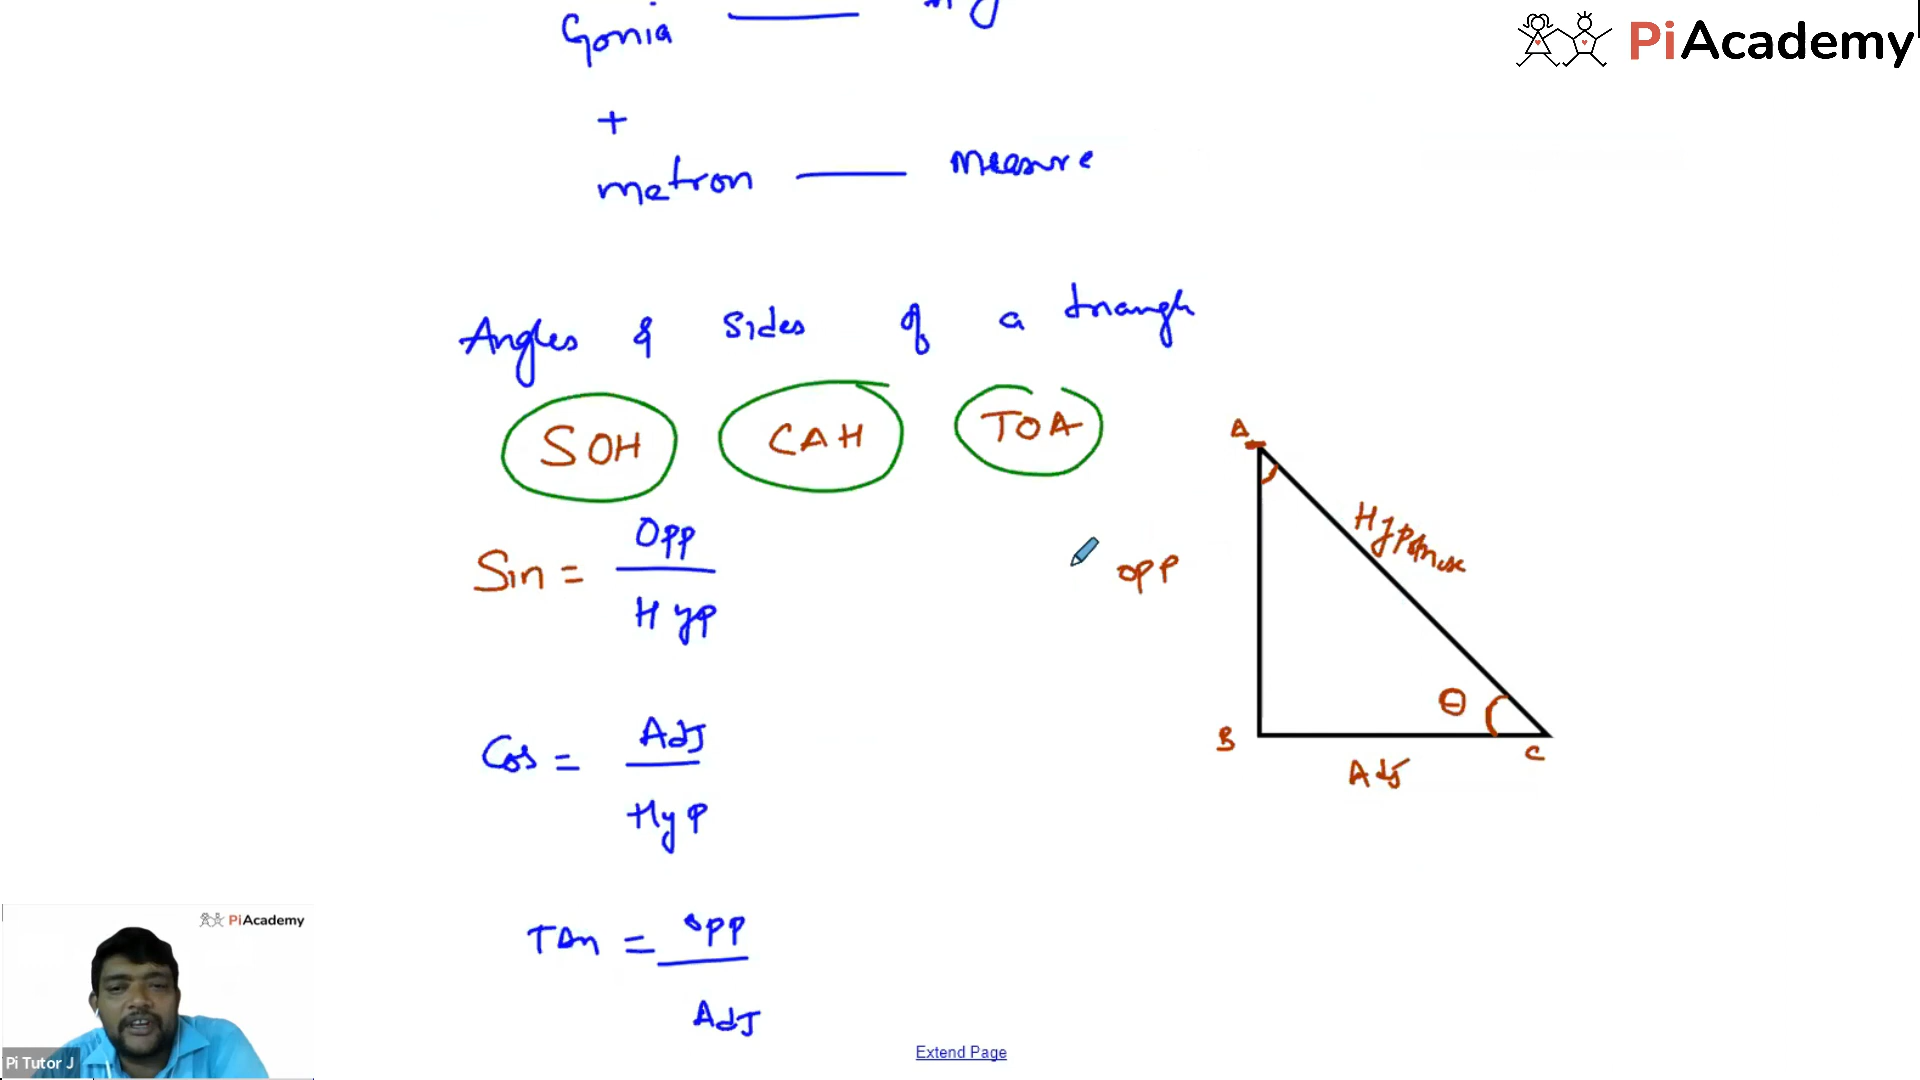 PiAcademy
Gonia
+
metron — measure
Angles & Sides of a triangle
SOH CAH TOA
A
Hypotenuse
Sin = Opp
Hyp
opp
θ
B
C
Adj
Cos = Adj
Hyp
TAn = opp
Adj
PiAcademy
Pi Tutor J
Extend Page